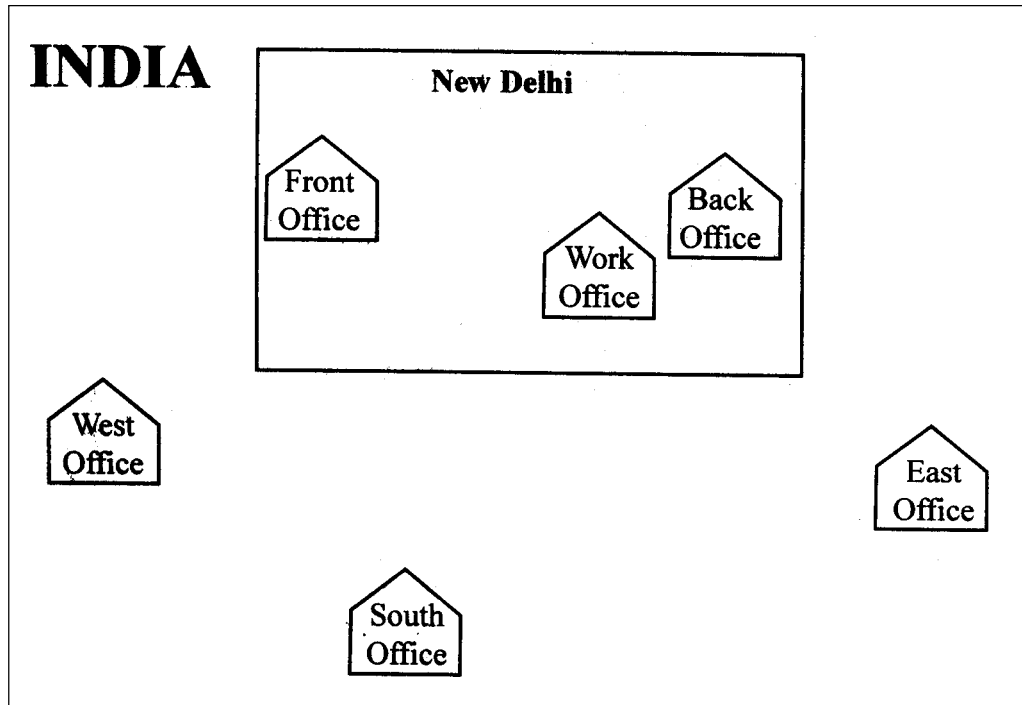 INDIA
New Delhi
Front
Office
Back
Office
Work
Office
West
Office
East
Office
South
Office